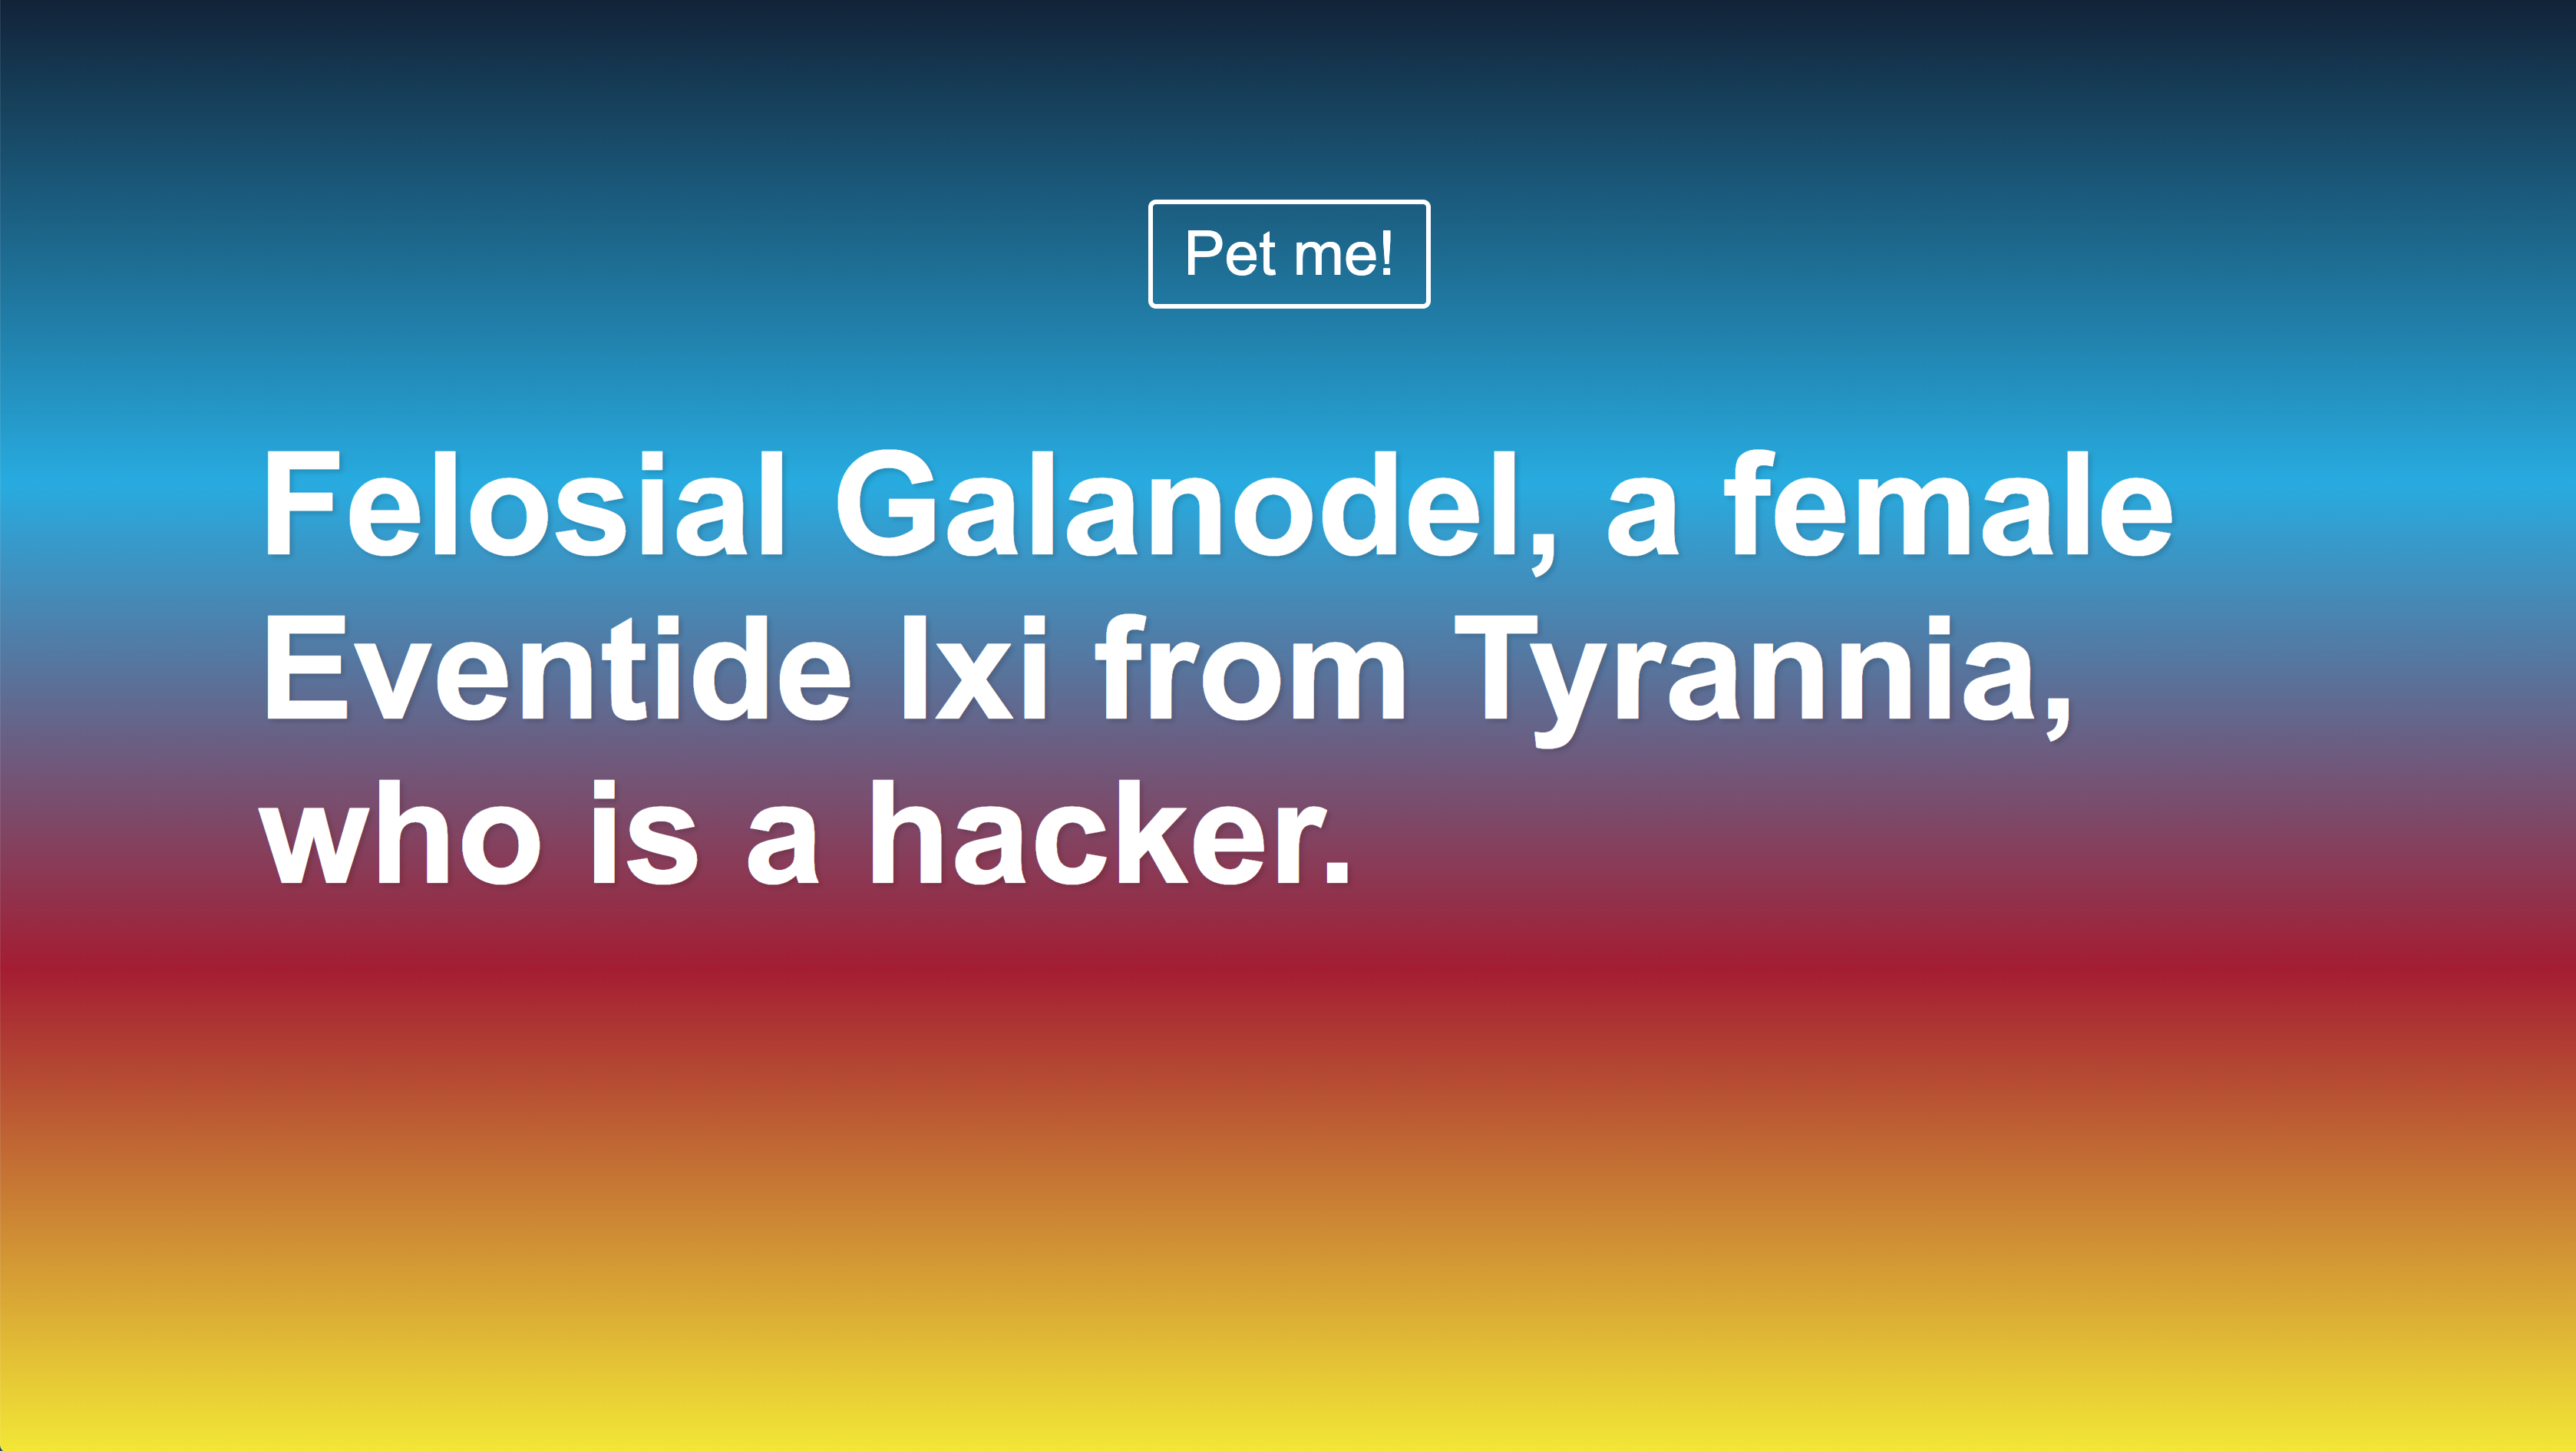 Pet me!
Felosial Galanodel, a female
Eventide Ixi from Tyrannia,
who is a hacker.